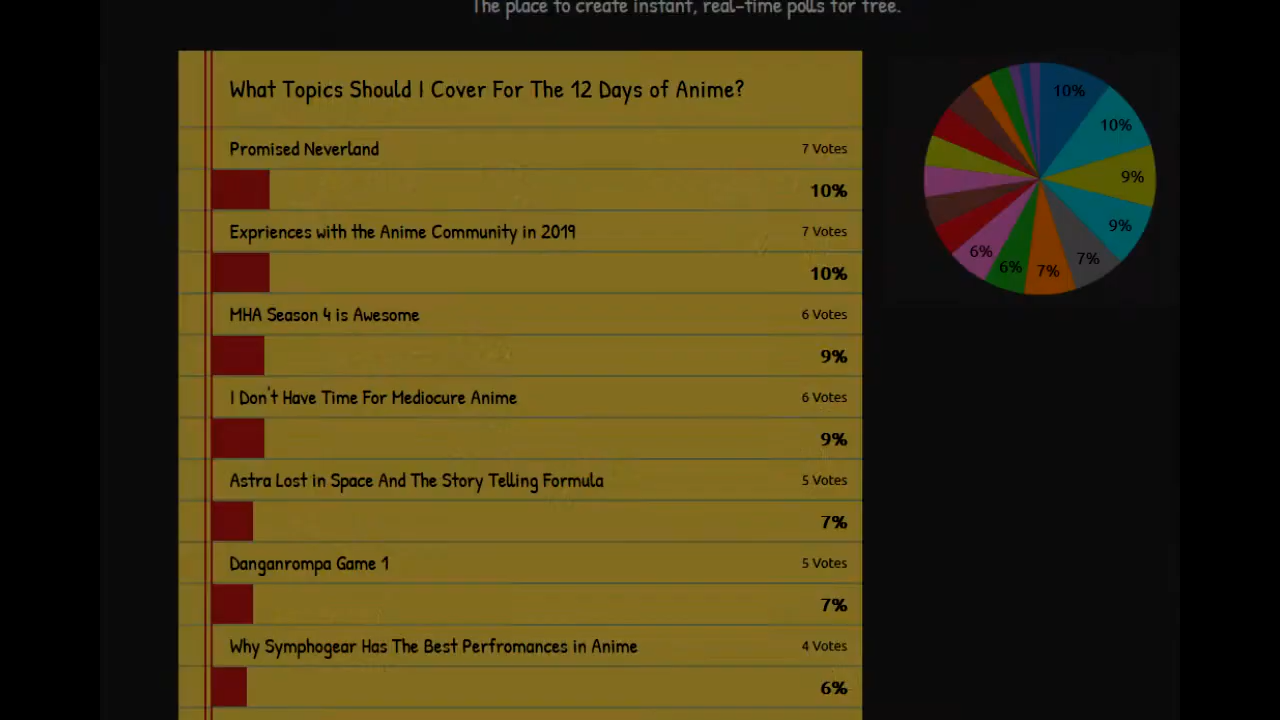 The place to create instant, real-time polls for free.
What Topics Should I Cover For The 12 Days of Anime?
Promised Neverland 7 Votes
10%
Expriences with the Anime Community in 2019 7 Votes
10%
MHA Season 4 is Awesome 6 Votes
9%
I Don't Have Time For Mediocure Anime 6 Votes
9%
Astra Lost in Space And The Story Telling Formula 5 Votes
7%
Danganrompa Game 1 5 Votes
7%
Why Symphogear Has The Best Perfromances in Anime 4 Votes
6%
10%
10%
9%
9%
7%
7%
6%
6%